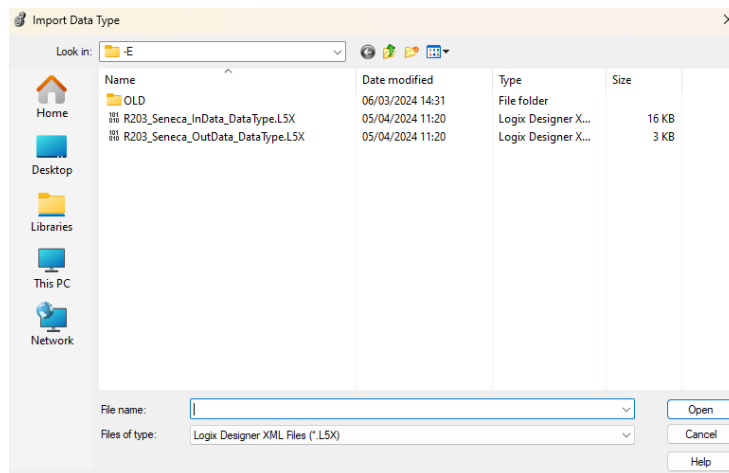 Import Data Type
Look in: -E
Name Date modified Type Size
OLD 06/03/2024 14:31 File folder
R203_Seneca_InData_DataType.L5X 05/04/2024 11:20 Logix Designer X... 16 KB
R203_Seneca_OutData_DataType.L5X 05/04/2024 11:20 Logix Designer X... 3 KB
Home
Desktop
Libraries
This PC
Network
File name: Open
Files of type: Logix Designer XML Files (*.L5X) Cancel
Help